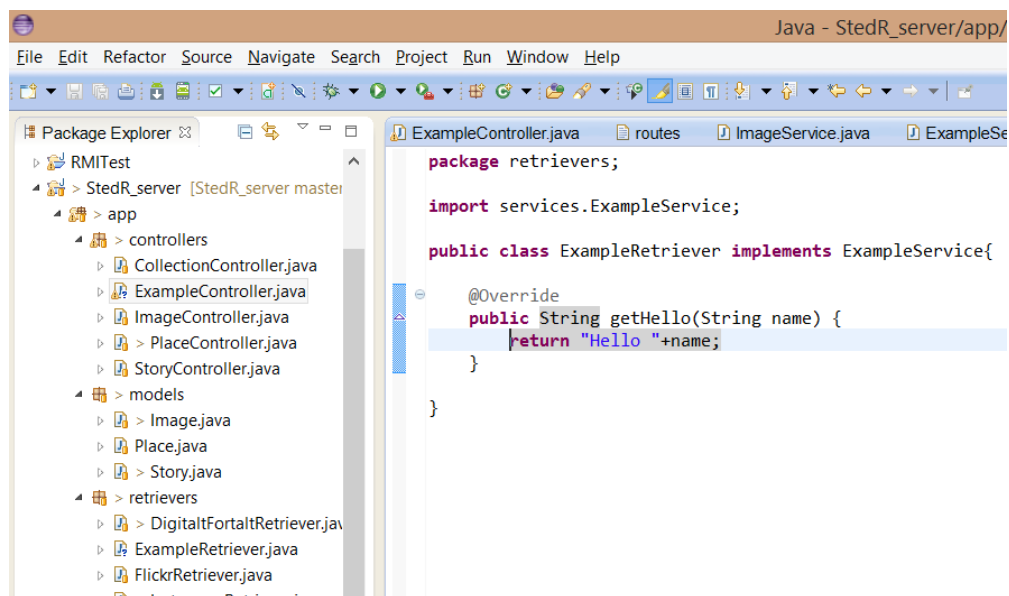 Java - StedR_server/app/
File Edit Refactor Source Navigate Search Project Run Window Help
Package Explorer
RMITest
> StedR_server [StedR_server master
> app
> controllers
CollectionController.java
ExampleController.java
ImageController.java
> PlaceController.java
StoryController.java
> models
> Image.java
Place.java
> Story.java
> retrievers
> DigitaltFortaltRetriever.jav
ExampleRetriever.java
FlickrRetriever.java
ExampleController.java routes ImageService.java ExampleSe
package retrievers;
import services.ExampleService;
public class ExampleRetriever implements ExampleService{
@Override
public String getHello(String name) {
return "Hello "+name;
}
}